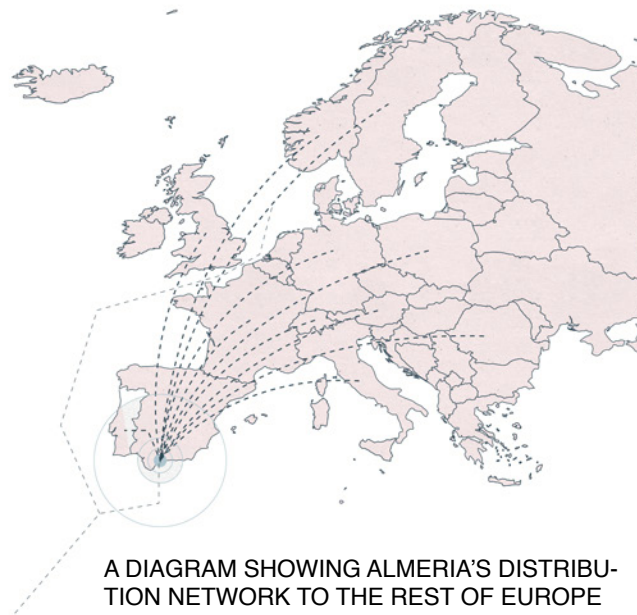 A DIAGRAM SHOWING ALMERIA'S DISTRIBU-
TION NETWORK TO THE REST OF EUROPE